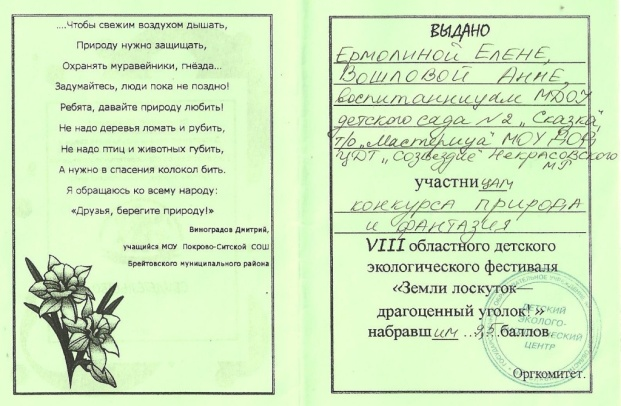 ....Чтобы свежим воздухом дышать,
Природу нужно защищать,
Охранять муравейники, гнёзда...
Задумайтесь, люди пока не поздно!
Ребята, давайте природу любить!
Не надо деревья ломать и рубить,
Не надо птиц и животных губить,
А нужно в спасения колокол бить.
Я обращаюсь ко всему народу:
«Друзья, берегите природу!»
Виноградов Дмитрий,
учащийся МОУ Покрово-Ситской СОШ
Брейтовского муниципального района
ВЫДАНО
Ермолиной Елене,
Вошловой Анне,
воспитанницам МДОУ
детского сада №2 „Сказка",
т/о „Мастерица" МОУ ДОД
ЦДТ „Созвездие" Некрасовского
МР
участницам
конкурса природа
и фантазия
VIII областного детского
экологического фестиваля
«Земли лоскуток—
драгоценный уголок!»
набравшим ...9,5 баллов
ДЕТСКИЙ
ЭКОЛОГО-
ЦЕНТР
Оргкомитет.